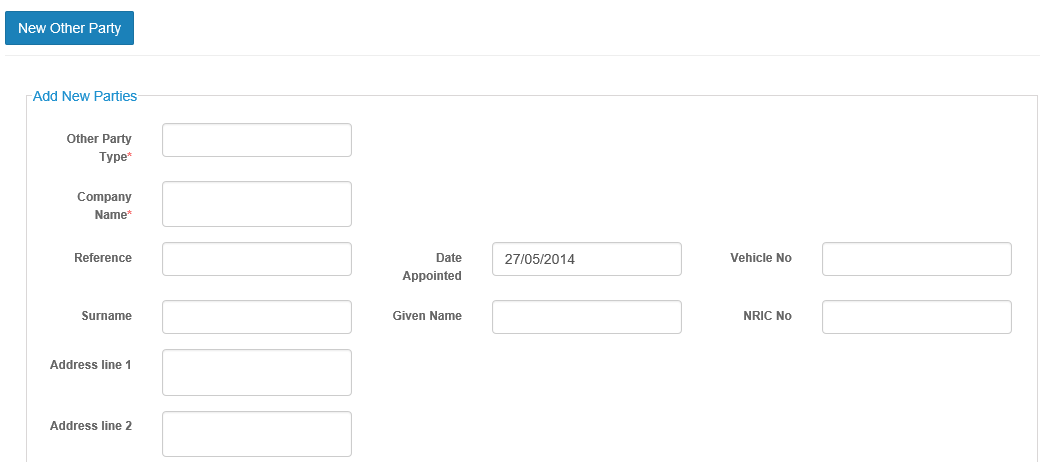 New Other Party
Add New Parties
Other Party
Type*
Company
Name*
Reference
Date
Appointed
27/05/2014
Vehicle No
Surname
Given Name
NRIC No
Address line 1
Address line 2